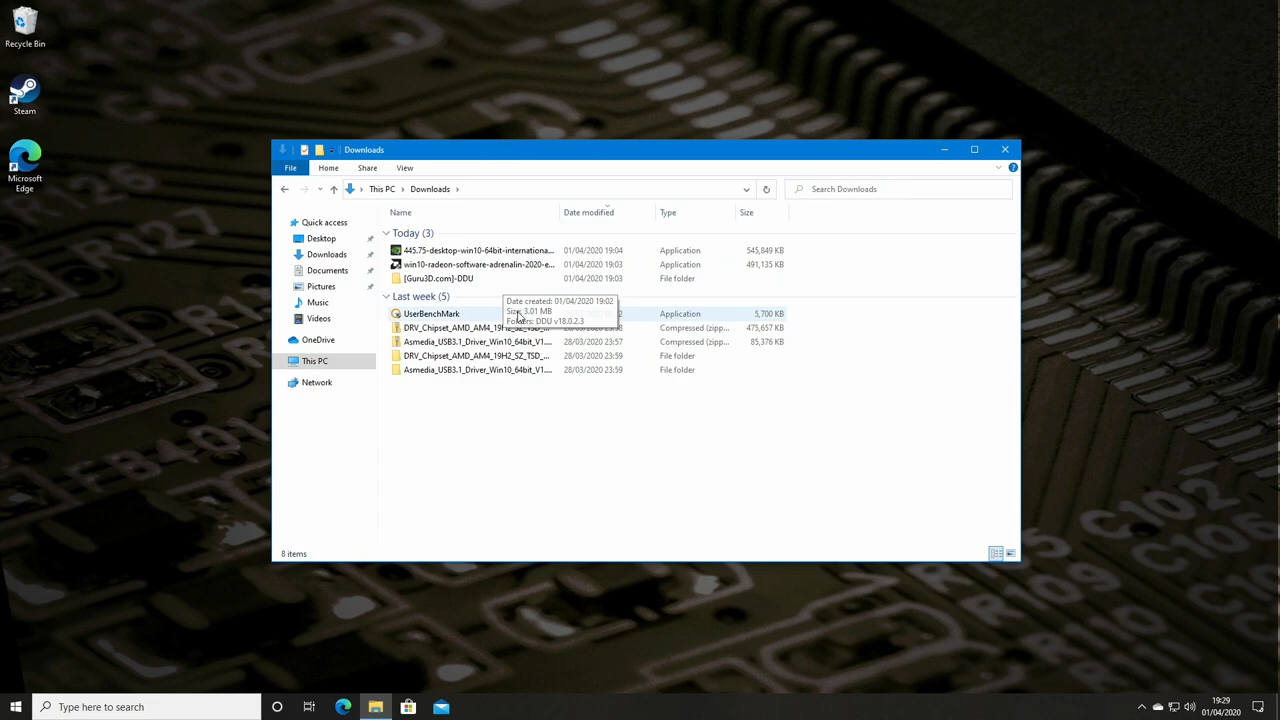 Recycle Bin
Steam
Microsoft
Edge
Downloads
File Home Share View
This PC > Downloads >
Search Downloads
Name Date modified Type Size
Quick access
Desktop
Downloads
Documents
Pictures
Music
Videos
OneDrive
This PC
Network
Today (3)
445.75-desktop-win10-64bit-internationa... 01/04/2020 19:04 Application 545,849 KB
win10-radeon-software-adrenalin-2020-e... 01/04/2020 19:03 Application 491,135 KB
[Guru3D.com]-DDU 01/04/2020 19:03 File folder
Last week (5)
Date created: 01/04/2020 19:02
Size: 3.01 MB
Folders: DDU v18.0.2.3
UserBenchMark Application 5,700 KB
DRV_Chipset_AMD_AM4_19H2_SZ_TSD_... Compressed (zipp... 475,657 KB
Asmedia_USB3.1_Driver_Win10_64bit_V1.... 28/03/2020 23:57 Compressed (zipp... 85,376 KB
DRV_Chipset_AMD_AM4_19H2_SZ_TSD_... 28/03/2020 23:59 File folder
Asmedia_USB3.1_Driver_Win10_64bit_V1.... 28/03/2020 23:59 File folder
8 items
Type here to search
19:29
01/04/2020